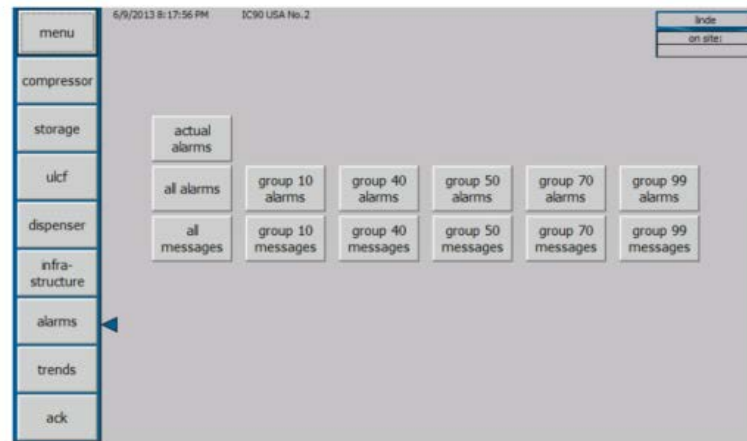 menu
compressor
storage
ulcf
dispenser
infra-
structure
alarms
trends
ack
6/9/2013 8:17:56 PM IC90 USA No.2
linde
on site:
actual
alarms
all alarms
group 10
alarms
group 40
alarms
group 50
alarms
group 70
alarms
group 99
alarms
all
messages
group 10
messages
group 40
messages
group 50
messages
group 70
messages
group 99
messages